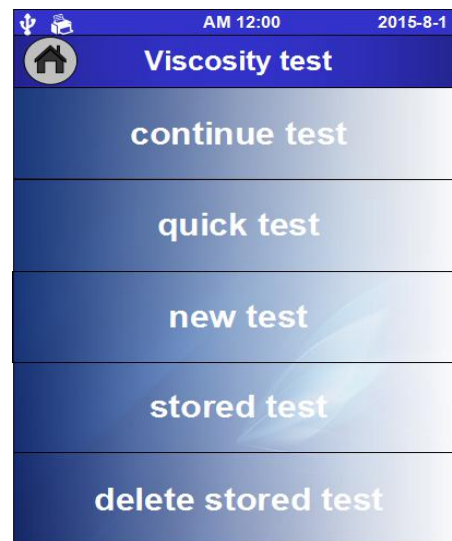 AM 12:00 2015-8-1
Viscosity test
continue test
quick test
new test
stored test
delete stored test